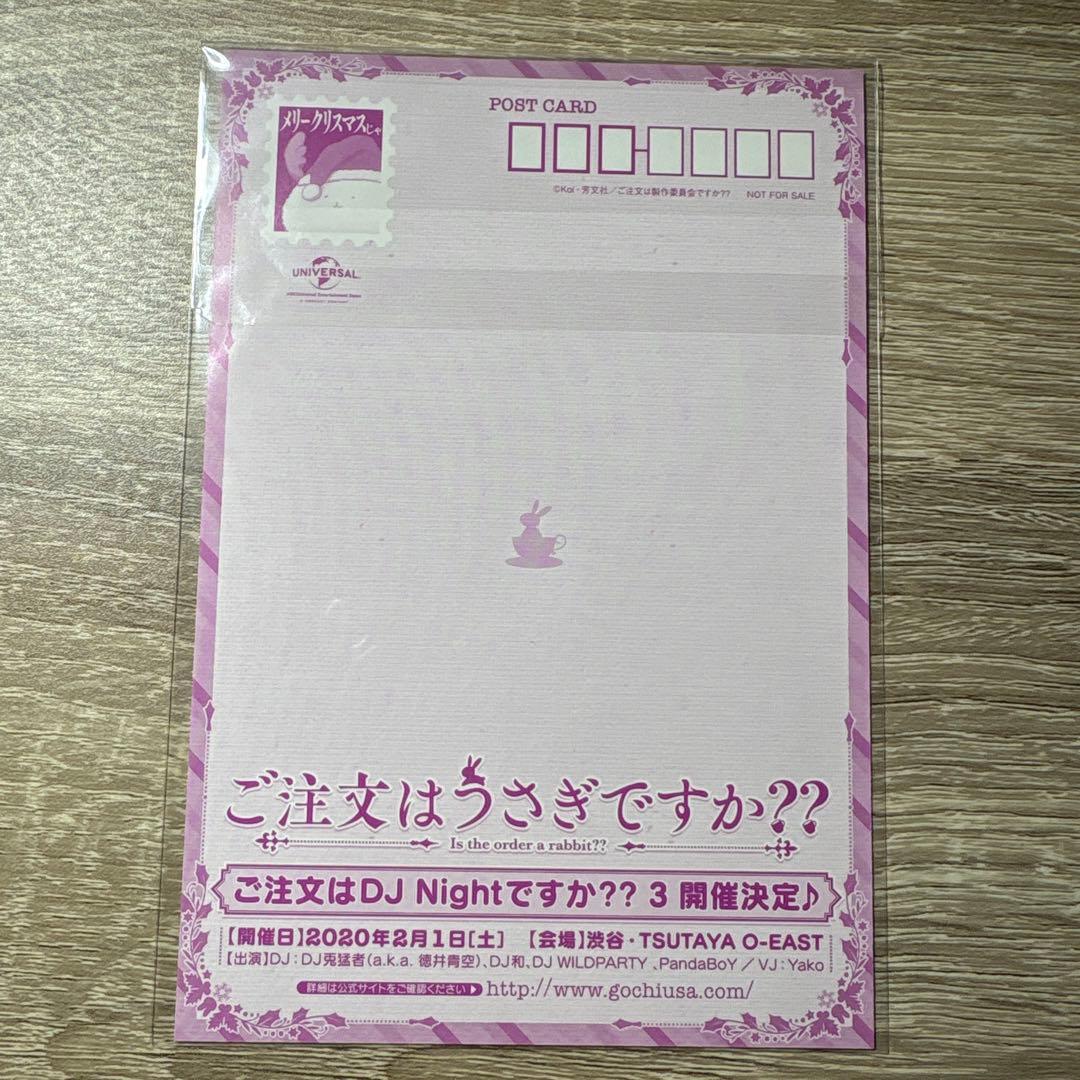 POST CARD
メリークリスマスじゃ
©Koi・芳文社／ご注文は製作委員会ですか?? NOT FOR SALE
UNIVERSAL
ご注文はうさぎですか??
Is the order a rabbit??
ご注文はDJ Nightですか?? 3 開催決定♪
【開催日】2020年2月1日[土] 【会場】渋谷・TSUTAYA O-EAST
【出演】DJ：DJ兎猛者(a.k.a. 徳井青空)、DJ和、DJ WILDPARTY、PandaBoY／VJ：Yako
詳細は公式サイトをご確認ください▶http://www.gochiusa.com/